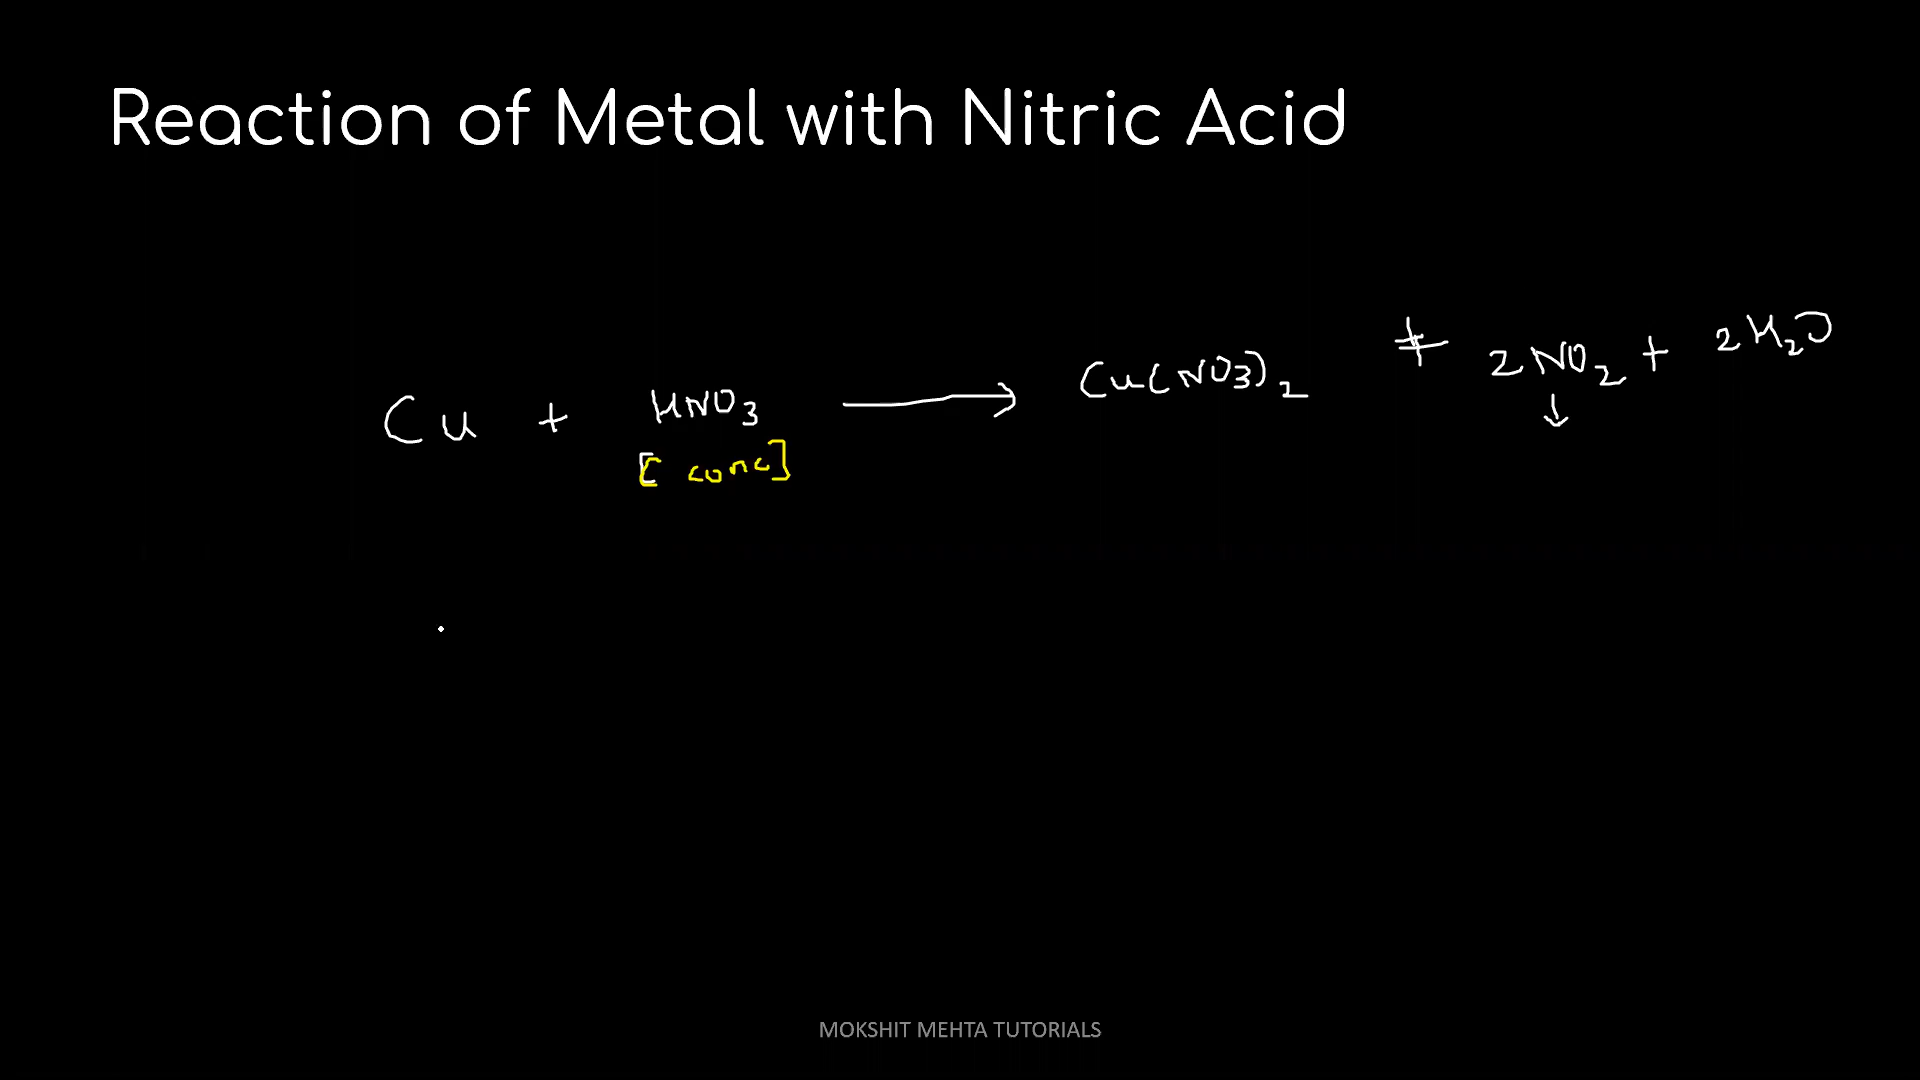 Reaction of Metal with Nitric Acid
Cu + HNO3 → Cu(NO3)2 + 2NO2 + 2H2O
[conc]
↓
MOKSHIT MEHTA TUTORIALS